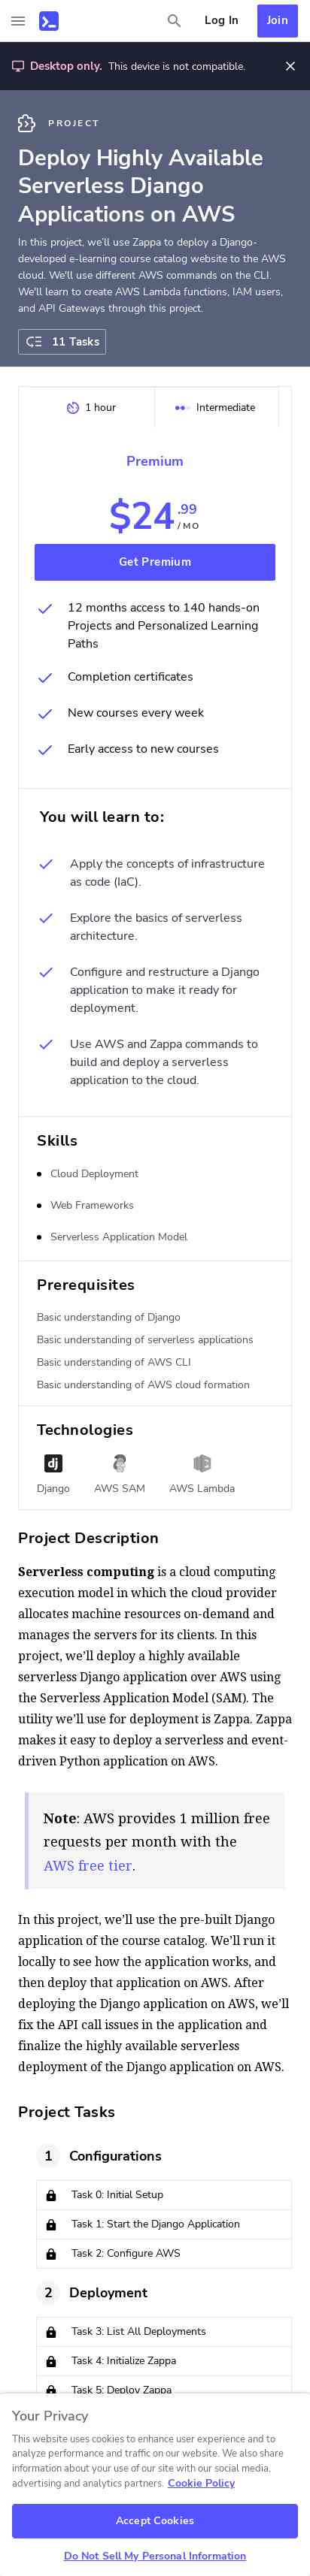 Log In
Join
Desktop only. This device is not compatible.
PROJECT
Deploy Highly Available
Serverless Django
Applications on AWS
In this project, we'll use Zappa to deploy a Django-
developed e-learning course catalog website to the AWS
cloud. We'll use different AWS commands on the CLI.
We'll learn to create AWS Lambda functions, IAM users,
and API Gateways through this project.
11 Tasks
1 hour
Intermediate
Premium
$24.99
/MO
Get Premium
12 months access to 140 hands-on
Projects and Personalized Learning
Paths
Completion certificates
New courses every week
Early access to new courses
You will learn to:
Apply the concepts of infrastructure
as code (IaC).
Explore the basics of serverless
architecture.
Configure and restructure a Django
application to make it ready for
deployment.
Use AWS and Zappa commands to
build and deploy a serverless
application to the cloud.
Skills
Cloud Deployment
Web Frameworks
Serverless Application Model
Prerequisites
Basic understanding of Django
Basic understanding of serverless applications
Basic understanding of AWS CLI
Basic understanding of AWS cloud formation
Technologies
dj
Django
AWS SAM
AWS Lambda
Project Description
Serverless computing is a cloud computing
execution model in which the cloud provider
allocates machine resources on-demand and
manages the servers for its clients. In this
project, we'll deploy a highly available
serverless Django application over AWS using
the Serverless Application Model (SAM). The
utility we'll use for deployment is Zappa. Zappa
makes it easy to deploy a serverless and event-
driven Python application on AWS.
Note: AWS provides 1 million free
requests per month with the
AWS free tier.
In this project, we'll use the pre-built Django
application of the course catalog. We'll run it
locally to see how the application works, and
then deploy that application on AWS. After
deploying the Django application on AWS, we'll
fix the API call issues in the application and
finalize the highly available serverless
deployment of the Django application on AWS.
Project Tasks
1 Configurations
Task 0: Initial Setup
Task 1: Start the Django Application
Task 2: Configure AWS
2 Deployment
Task 3: List All Deployments
Task 4: Initialize Zappa
Task 5: Deploy Zappa
Your Privacy
This website uses cookies to enhance user experience and to
analyze performance and traffic on our website. We also share
information about your use of our site with our social media,
advertising and analytics partners. Cookie Policy
Accept Cookies
Do Not Sell My Personal Information